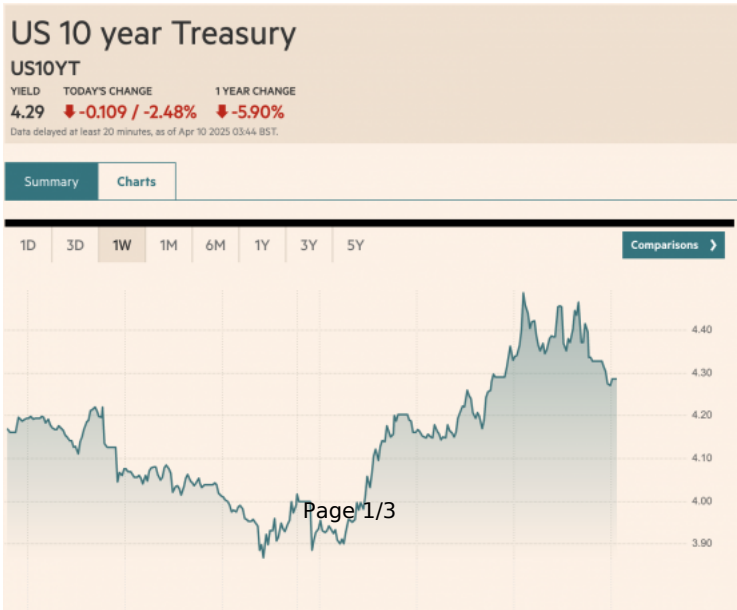 US 10 year Treasury
US10YT
YIELD TODAY'S CHANGE 1 YEAR CHANGE
4.29 -0.109 / -2.48% -5.90%
Data delayed at least 20 minutes, as of Apr 10 2025 03:44 BST.
Summary Charts
1D 3D 1W 1M 6M 1Y 3Y 5Y Comparisons
4.40
4.30
4.20
4.10
4.00
Page 1/3
3.90